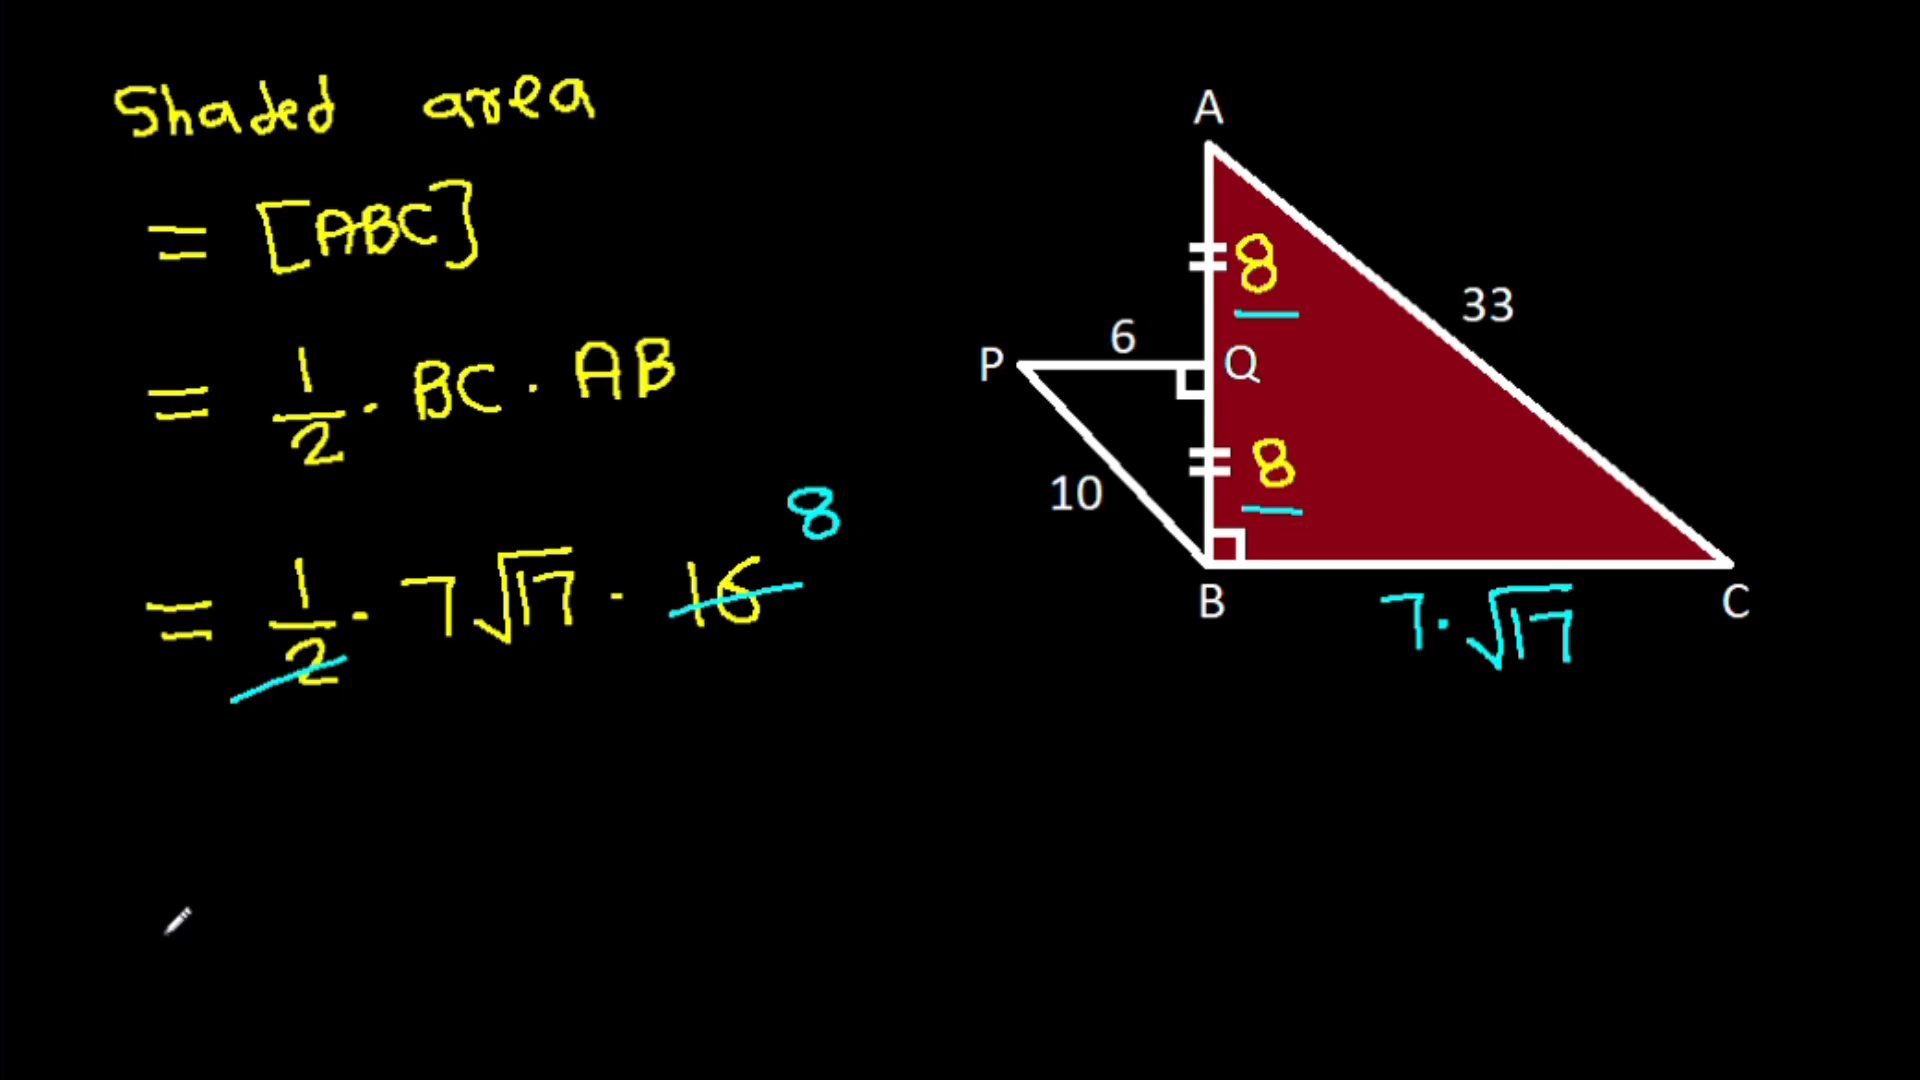 Shaded area
= [ABC]
= 1/2 · BC · AB
= 1/2 · 7√17 · 16 8
A
8
33
6
P
Q
8
10
B
C
7·√17